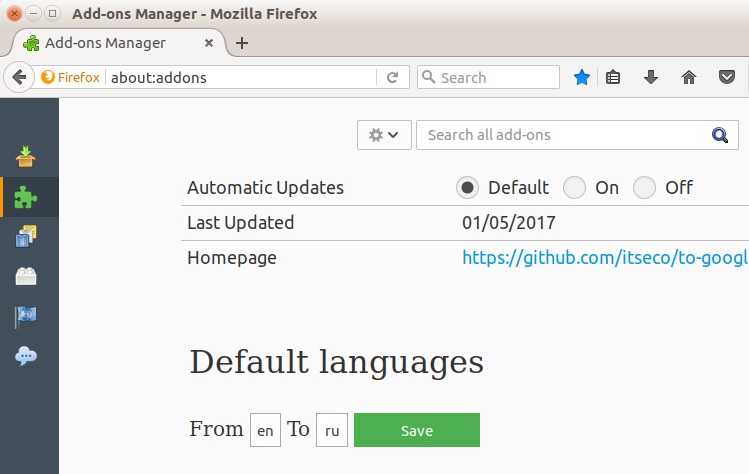 Add-ons Manager - Mozilla Firefox
Add-ons Manager
Firefox about:addons Search
Search all add-ons
Automatic Updates Default On Off
Last Updated 01/05/2017
Homepage https://github.com/itseco/to-googl
Default languages
From en To ru Save